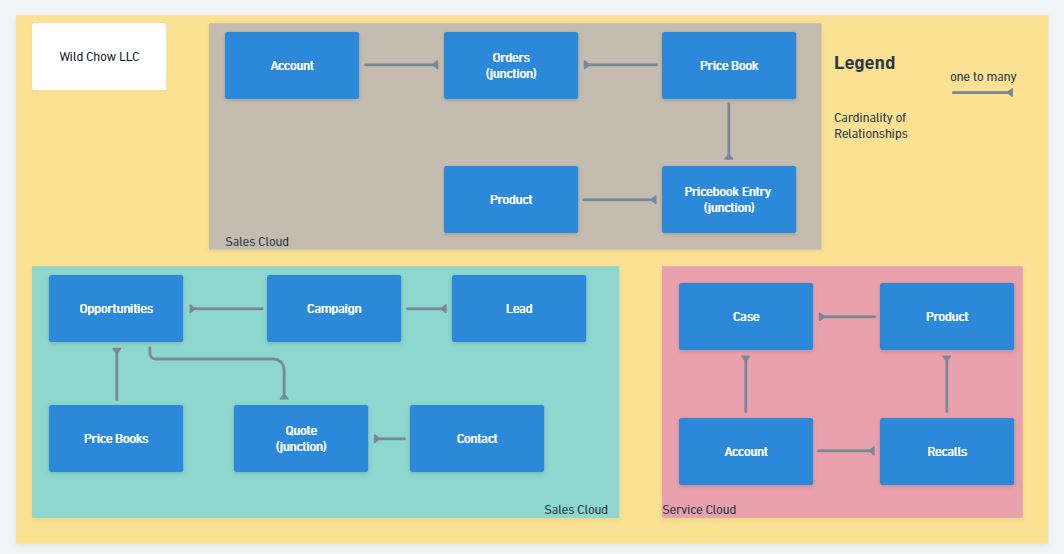 Wild Chow LLC
Account
Orders
(junction)
Price Book
Product
Pricebook Entry
(junction)
Sales Cloud
Legend
one to many
Cardinality of
Relationships
Opportunities
Campaign
Lead
Price Books
Quote
(junction)
Contact
Sales Cloud
Case
Product
Account
Recalls
Service Cloud